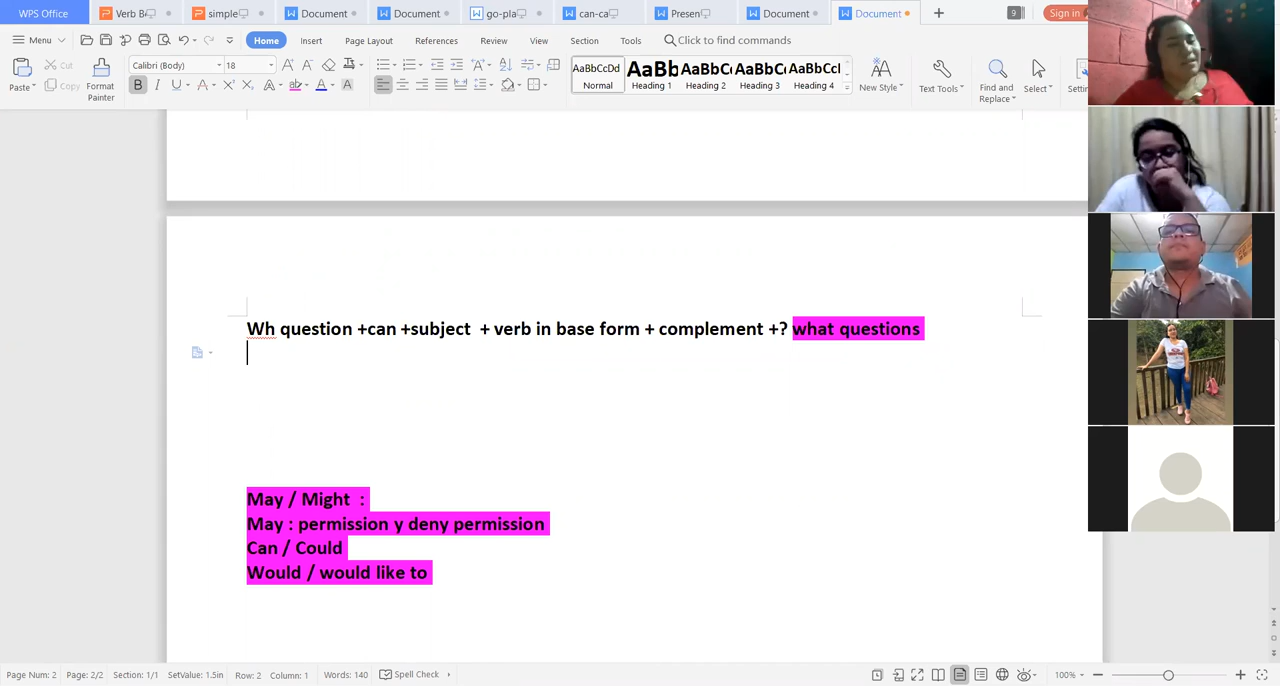 WPS Office Verb B simple Document Document go-pla can-ca Presen Document Document 9 Sign in
Menu Home Insert Page Layout References Review View Section Tools Click to find commands
Paste Cut Copy Format Painter Calibri (Body) 18 AaBbCcDd Normal AaBb Heading 1 AaBbC Heading 2 AaBbC Heading 3 AaBbCcI Heading 4 New Style Text Tools Find and Replace Select
Wh question +can +subject + verb in base form + complement +? what questions
May / Might :
May : permission y deny permission
Can / Could
Would / would like to
Page Num: 2 Page: 2/2 Section: 1/1 SetValue: 1.5in Row: 2 Column: 1 Words: 140 Spell Check 100%